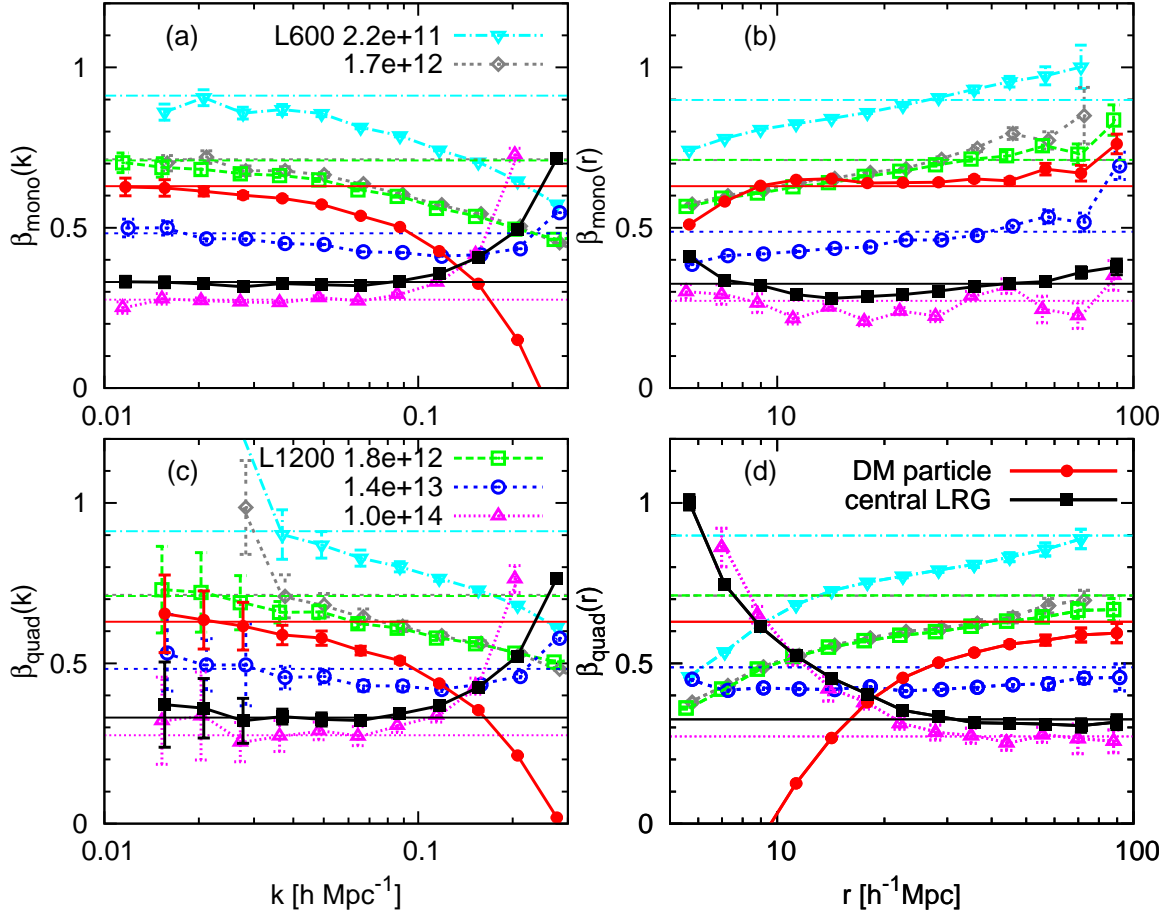 (a)
L600 2.2e+11
1.7e+12
(b)
1
0.5
0
β_mono(k)
β_mono(r)
0.01
0.1
10
100
(c)
L1200 1.8e+12
1.4e+13
1.0e+14
(d)
DM particle
central LRG
1
0.5
0
β_quad(k)
β_quad(r)
1
0.5
0
1
0.5
0
0.01
0.1
10
100
k [h Mpc⁻¹]
r [h⁻¹Mpc]